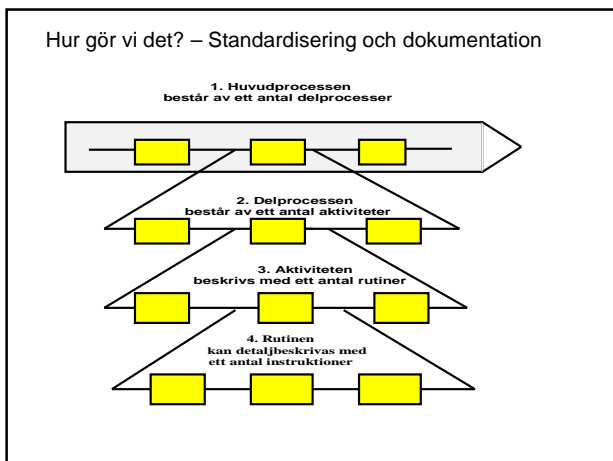 Hur gör vi det? – Standardisering och dokumentation
1. Huvudprocessen
består av ett antal delprocesser
2. Delprocessen
består av ett antal aktiviteter
3. Aktiviteten
beskrivs med ett antal rutiner
4. Rutinen
kan detaljbeskrivas med
ett antal instruktioner